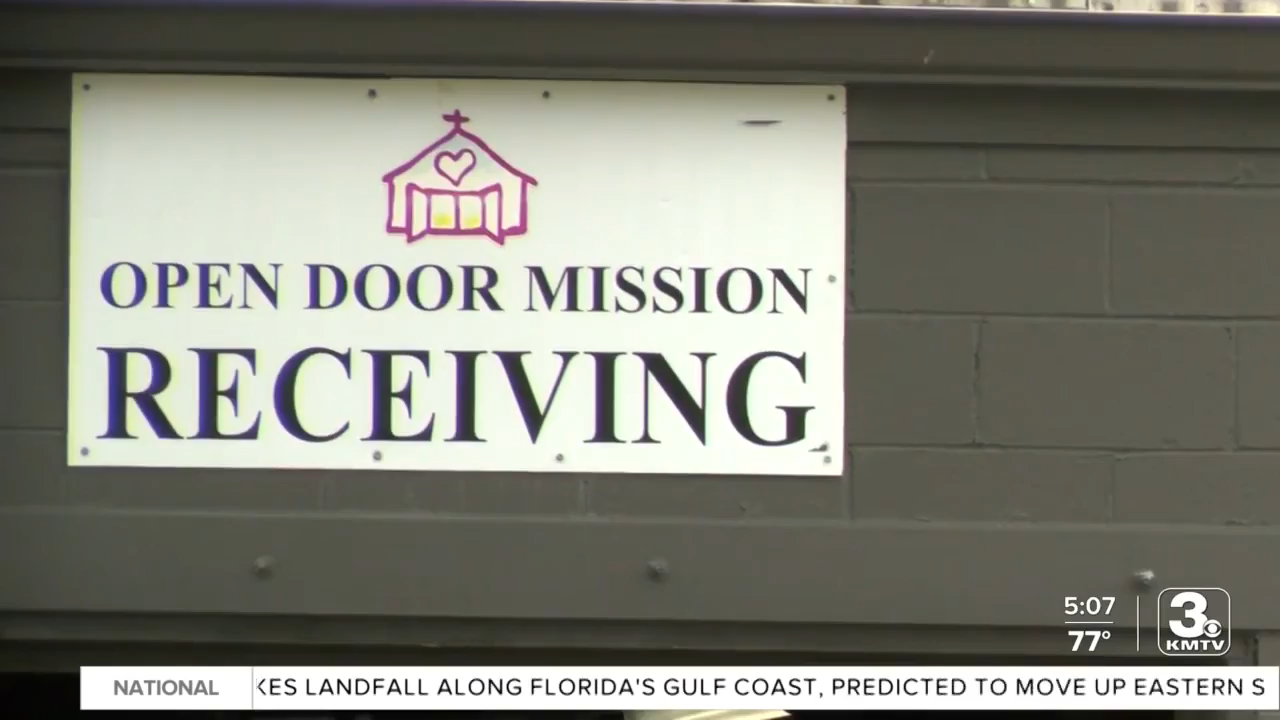 OPEN DOOR MISSION
RECEIVING
5:07
77°
3
KMTV
NATIONAL
KES LANDFALL ALONG FLORIDA'S GULF COAST, PREDICTED TO MOVE UP EASTERN S